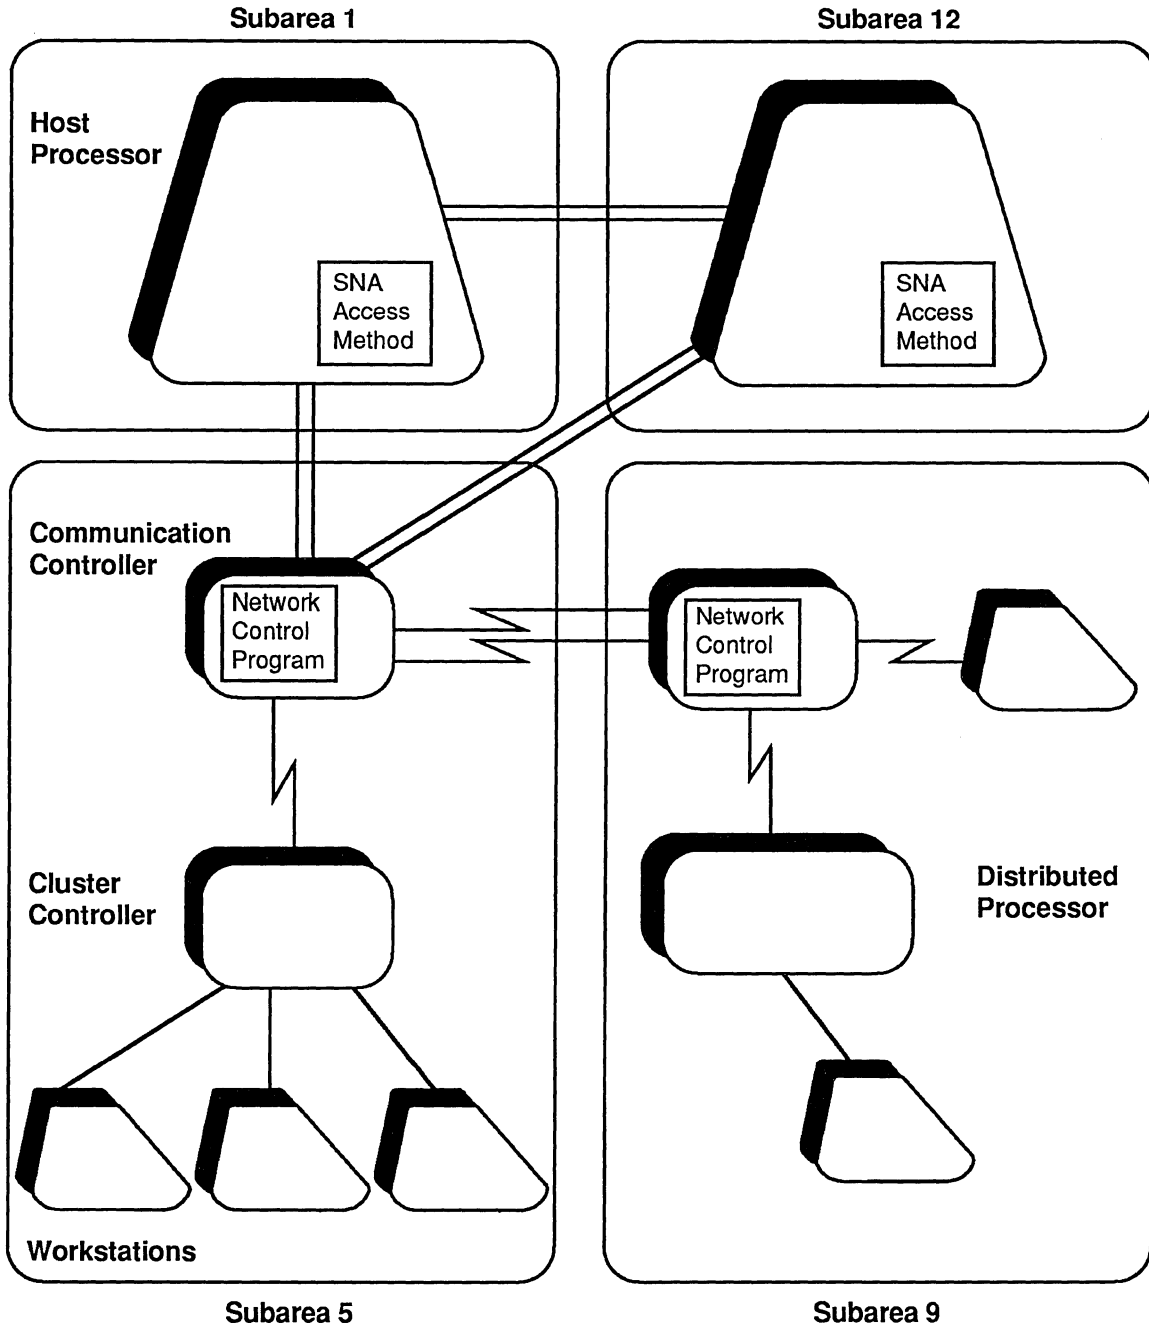 Subarea 1
Subarea 12
Host
Processor
SNA
Access
Method
SNA
Access
Method
Communication
Controller
Network
Control
Program
Network
Control
Program
Cluster
Controller
Distributed
Processor
Workstations
Subarea 5
Subarea 9